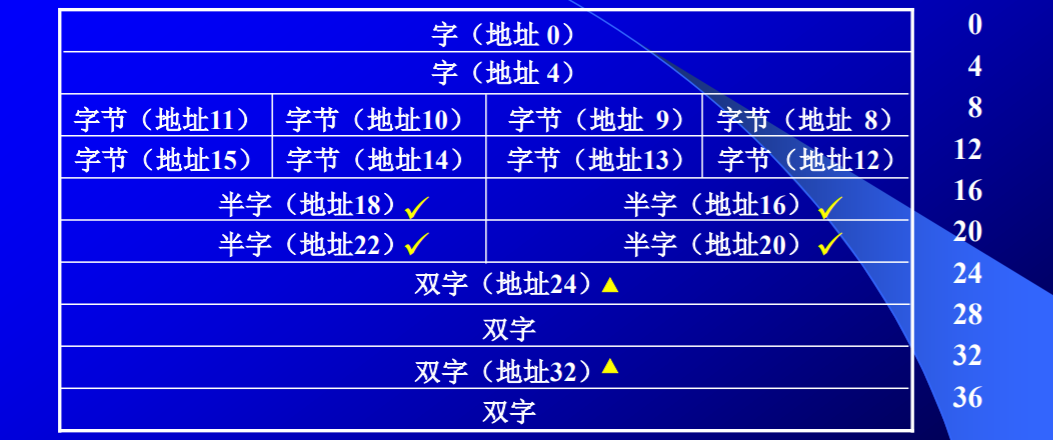 字（地址 0） 0
字（地址 4） 4
字节（地址11） 字节（地址10） 字节（地址 9） 字节（地址 8） 8
字节（地址15） 字节（地址14） 字节（地址13） 字节（地址12） 12
半字（地址18）✓ 半字（地址16）✓ 16
半字（地址22）✓ 半字（地址20）✓ 20
双字（地址24）▲ 24
双字 28
双字（地址32）▲ 32
双字 36